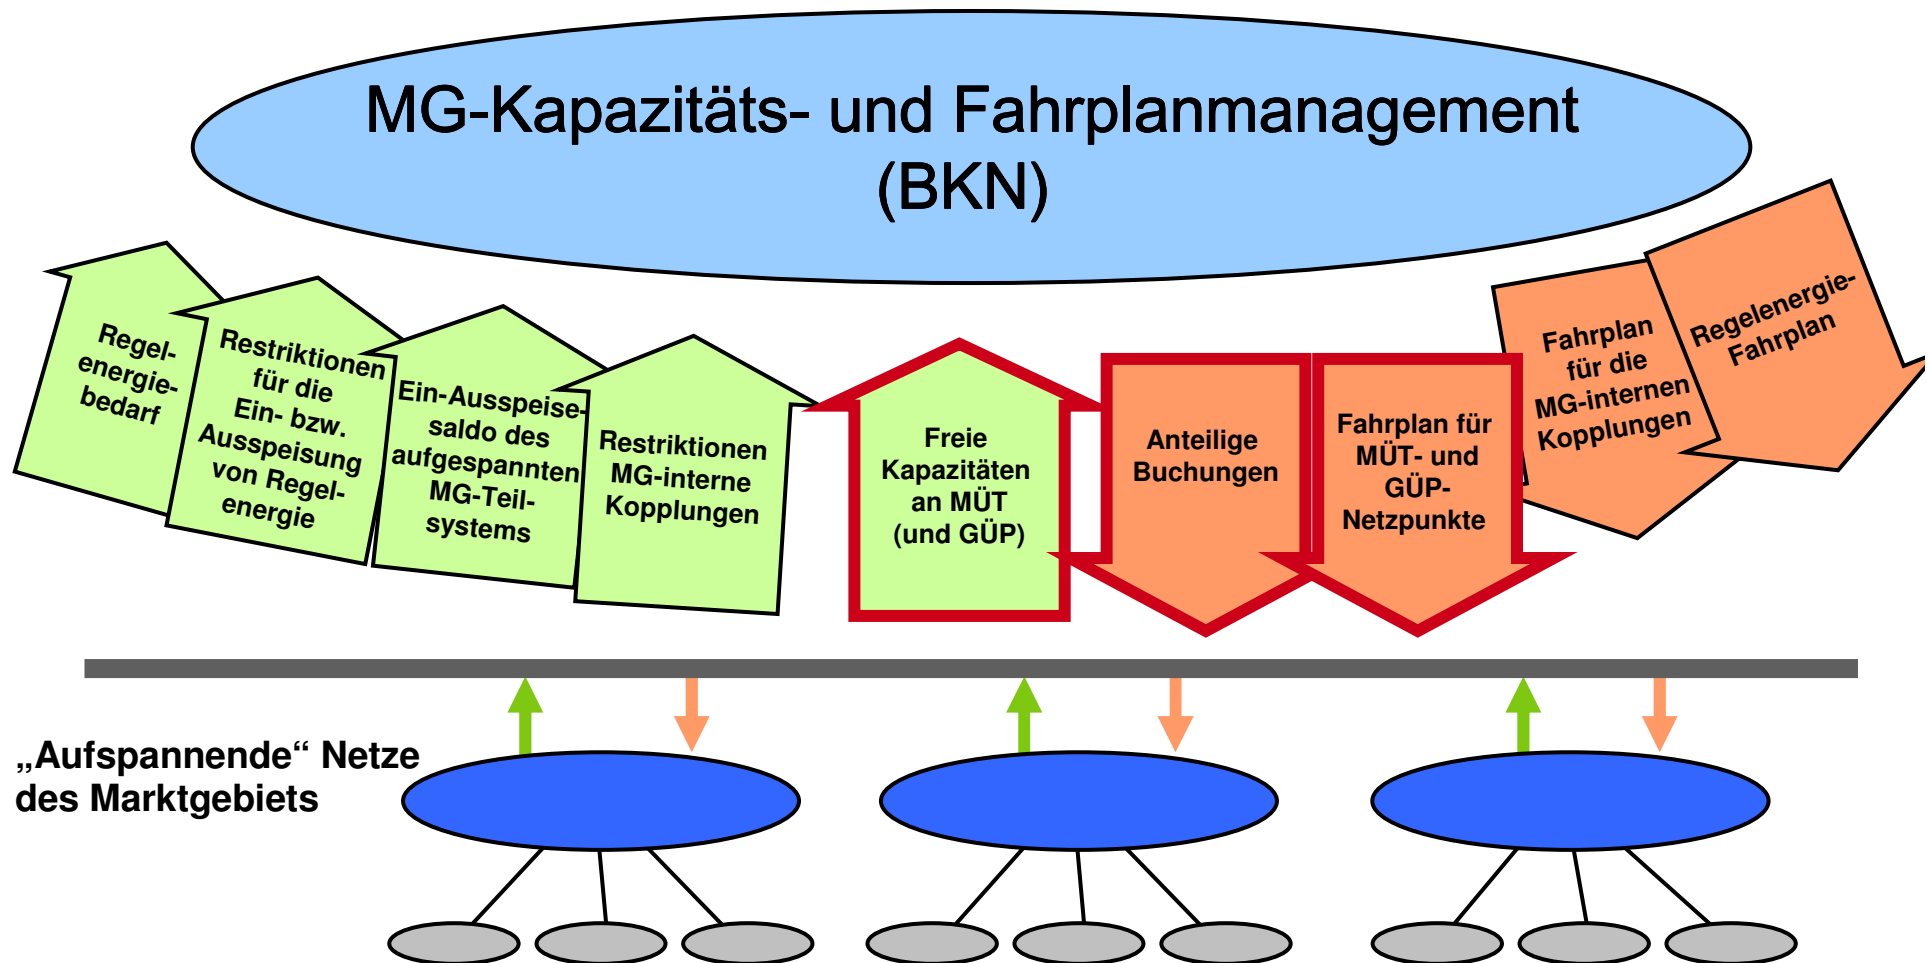 MG-Kapazitäts- und Fahrplanmanagement
(BKN)
Regel-
energie-
bedarf
Restriktionen
für die
Ein- bzw.
Ausspeisung
von Regel-
energie
Ein-Ausspeise-
saldo des
aufgespannten
MG-Teil-
systems
Restriktionen
MG-interne
Kopplungen
Freie
Kapazitäten
an MÜT
(und GÜP)
Anteilige
Buchungen
Fahrplan für
MÜT- und
GÜP-
Netzpunkte
Fahrplan
für die
MG-internen
Kopplungen
Regelenergie-
Fahrplan
„Aufspannende“ Netze
des Marktgebiets